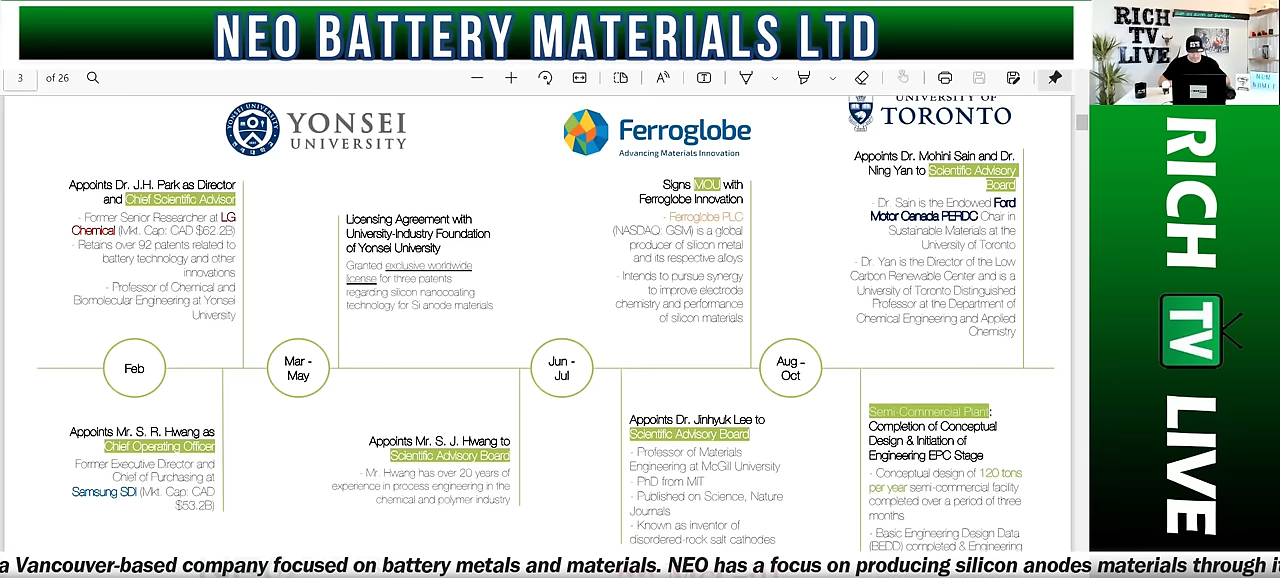 NEO BATTERY MATERIALS LTD
RICH
TV
LIVE
3 of 26
YONSEI
UNIVERSITY
Ferroglobe
Advancing Materials Innovation
UNIVERSITY OF
TORONTO
Appoints Dr. J.H. Park as Director
and Chief Scientific Advisor
- Former Senior Researcher at LG
Chemical (Mkt. Cap: CAD $62.2B)
- Retains over 92 patents related to
battery technology and other
innovations
- Professor of Chemical and
Biomolecular Engineering at Yonsei
University
Licensing Agreement with
University-Industry Foundation
of Yonsei University
Granted exclusive worldwide
license for three patents
regarding silicon nanocoating
technology for Si anode materials
Signs MOU with
Ferroglobe Innovation
- Ferroglobe PLC
(NASDAQ: GSM) is a global
producer of silicon metal
and its respective alloys
- Intends to pursue synergy
to improve electrode
chemistry and performance
of silicon materials
Appoints Dr. Mohini Sain and Dr.
Ning Yan to Scientific Advisory
Board
- Dr. Sain is the Endowed Ford
Motor Canada PERDC Chair in
Sustainable Materials at the
University of Toronto
- Dr. Yan is the Director of the Low
Carbon Renewable Center and is a
University of Toronto Distinguished
Professor at the Department of
Chemical Engineering and Applied
Chemistry
Feb
Mar -
May
Jun -
Jul
Aug -
Oct
Appoints Mr. S. R. Hwang as
Chief Operating Officer
Former Executive Director and
Chief of Purchasing at
Samsung SDI (Mkt. Cap: CAD
$53.2B)
Appoints Mr. S. J. Hwang to
Scientific Advisory Board
- Mr. Hwang has over 20 years of
experience in process engineering in the
chemical and polymer industry
Appoints Dr. Jinhyuk Lee to
Scientific Advisory Board
- Professor of Materials
Engineering at McGill University
- PhD from MIT
- Published on Science, Nature
Journals
- Known as inventor of
disordered-rock salt cathodes
Semi-Commercial Plant:
Completion of Conceptual
Design & Initiation of
Engineering EPC Stage
- Conceptual design of 120 tons
per year semi-commercial facility
completed over a period of three
months
- Basic Engineering Design Data
(BEDD) completed & Engineering
RICH TV LIVE
a Vancouver-based company focused on battery metals and materials. NEO has a focus on producing silicon anodes materials through i